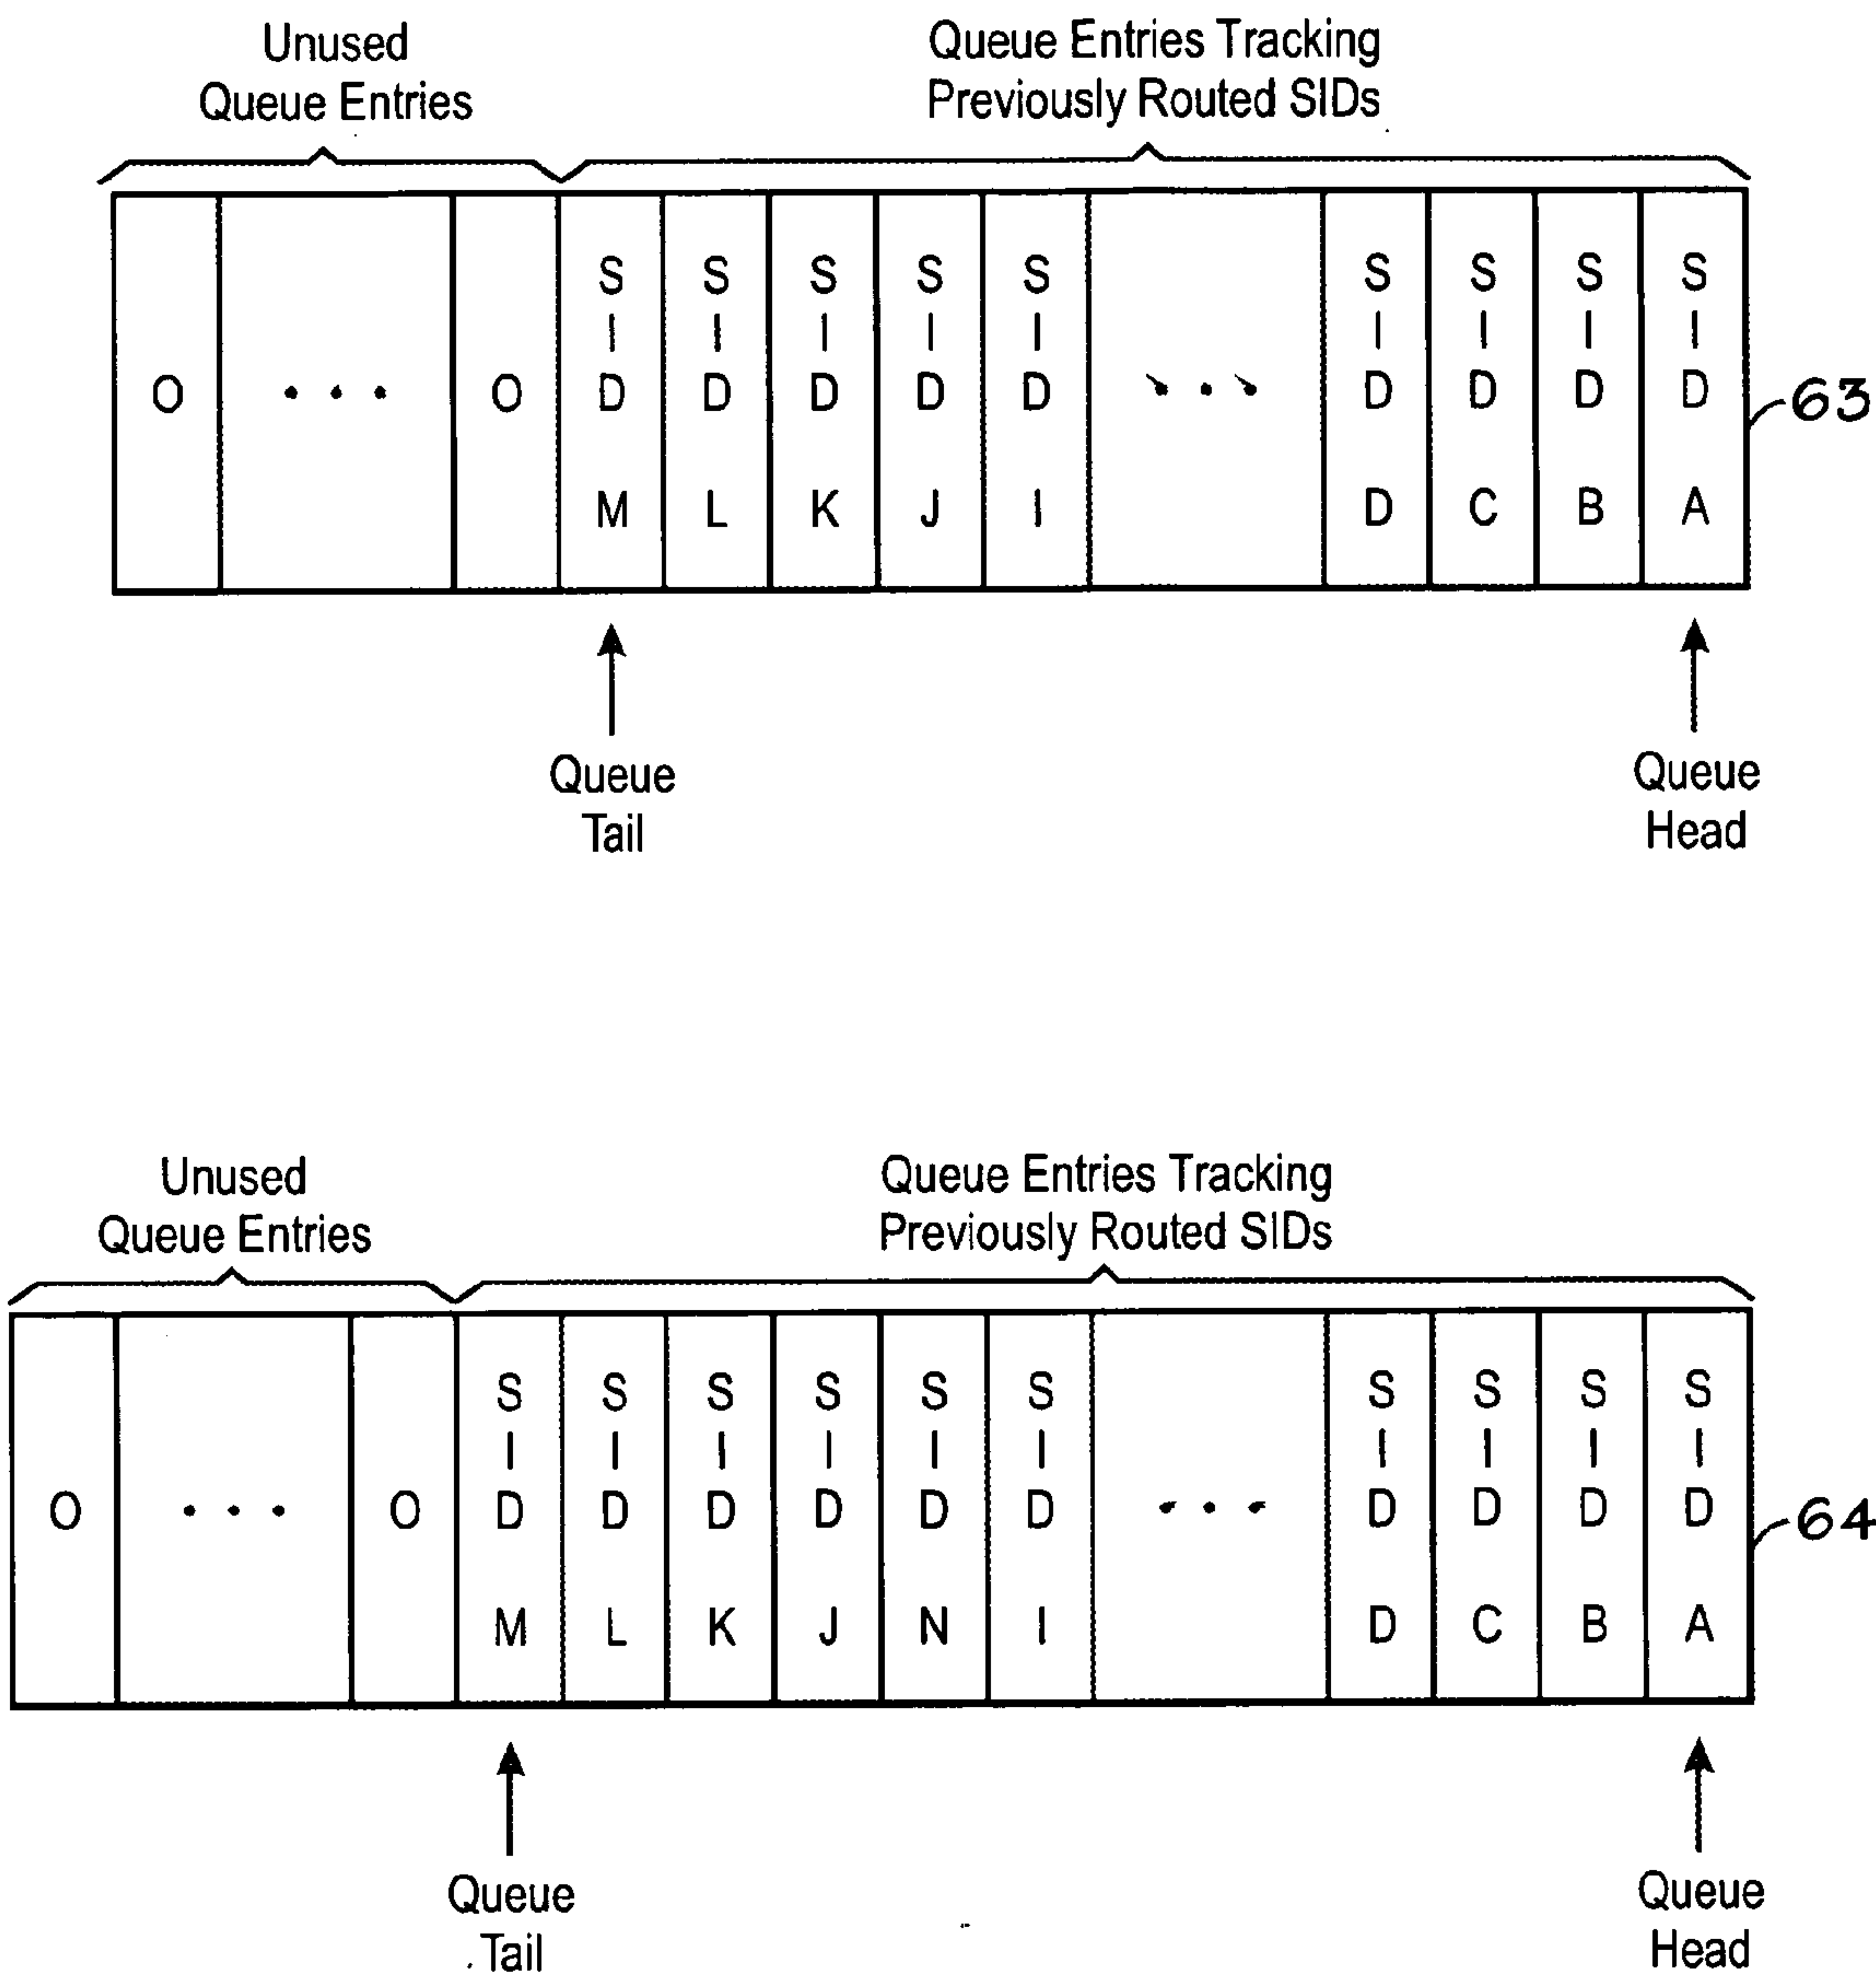 Unused
Queue Entries
Queue Entries Tracking
Previously Routed SIDs
O ... O S I D M S I D L S I D K S I D J S I D I ... S I D D S I D C S I D B S I D A
63
Queue
Tail
Queue
Head
Unused
Queue Entries
Queue Entries Tracking
Previously Routed SIDs
O ... O S I D M S I D L S I D K S I D J S I D N S I D I ... S I D D S I D C S I D B S I D A
64
Queue
Tail
Queue
Head